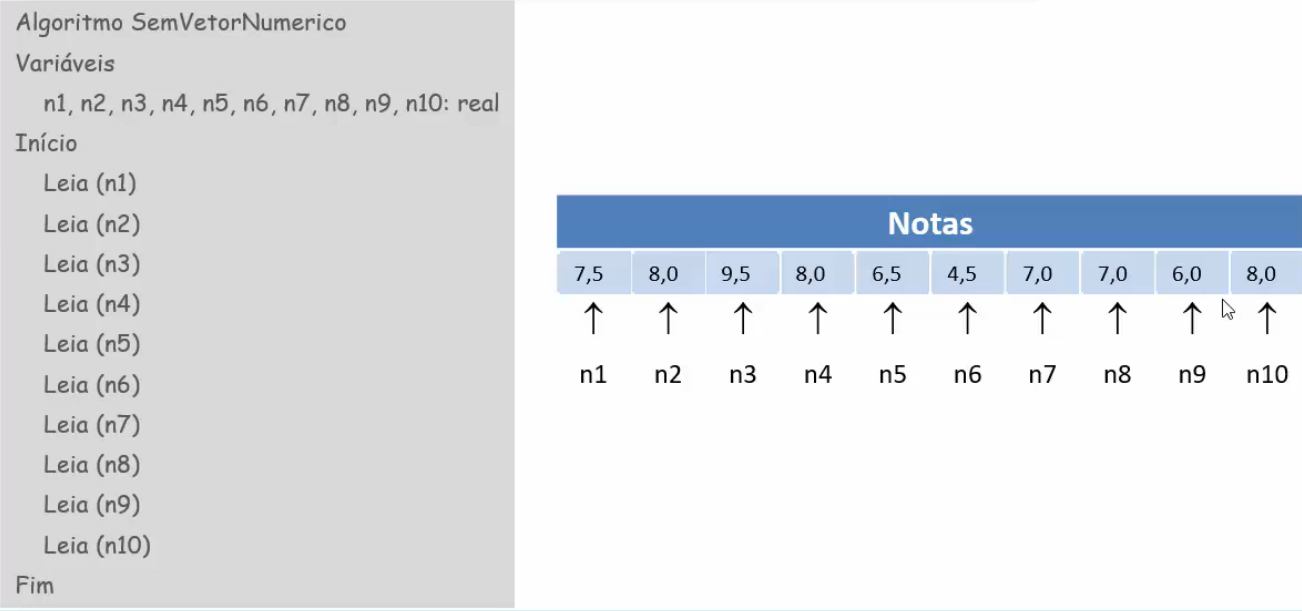 Algoritmo SemVetorNumerico
Variáveis
n1, n2, n3, n4, n5, n6, n7, n8, n9, n10: real
Início
Leia (n1)
Leia (n2)
Leia (n3)
Leia (n4)
Leia (n5)
Leia (n6)
Leia (n7)
Leia (n8)
Leia (n9)
Leia (n10)
Fim
Notas
7,5 8,0 9,5 8,0 6,5 4,5 7,0 7,0 6,0 8,0
n1 n2 n3 n4 n5 n6 n7 n8 n9 n10